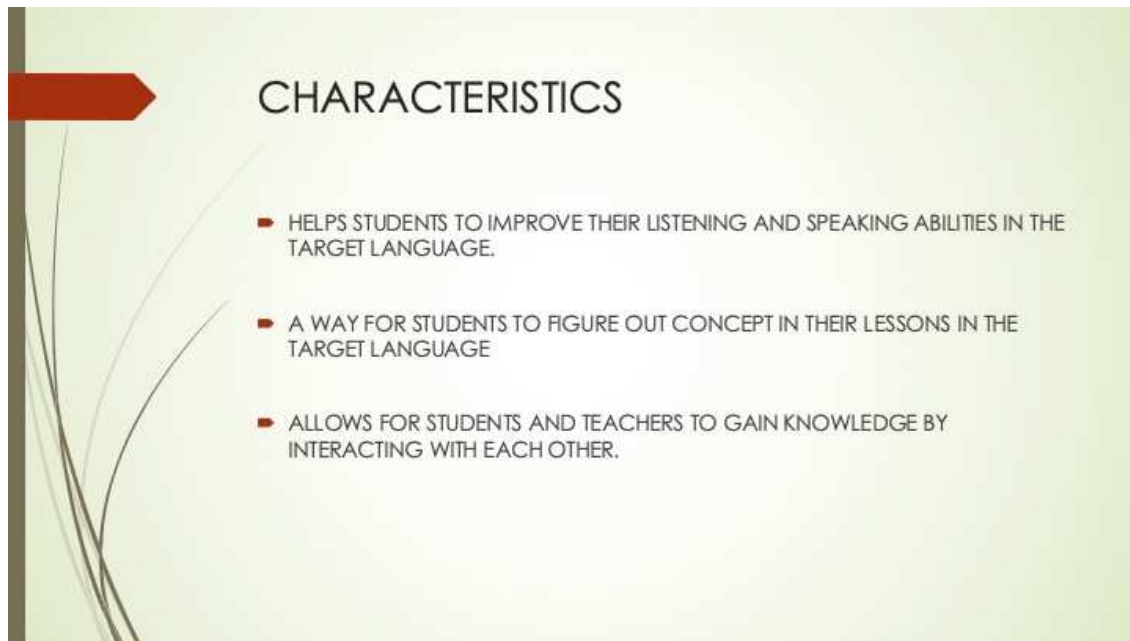 CHARACTERISTICS
HELPS STUDENTS TO IMPROVE THEIR LISTENING AND SPEAKING ABILITIES IN THE
TARGET LANGUAGE.
A WAY FOR STUDENTS TO FIGURE OUT CONCEPT IN THEIR LESSONS IN THE
TARGET LANGUAGE
ALLOWS FOR STUDENTS AND TEACHERS TO GAIN KNOWLEDGE BY
INTERACTING WITH EACH OTHER.